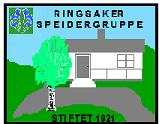 RINGSAKER
SPEIDERGRUPPE
STIFTET 1921